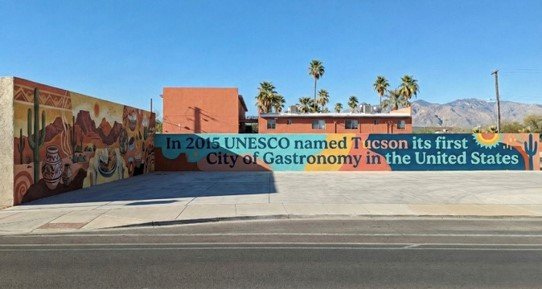 In 2015 UNESCO named Tucson its first
City of Gastronomy in the United States